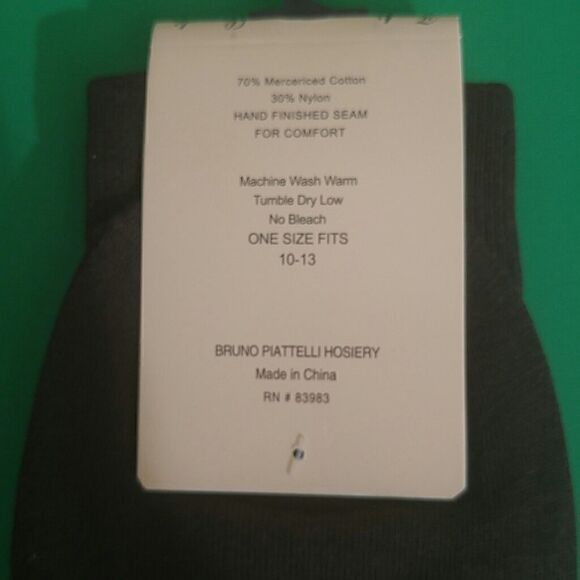 70% Mercericed Cotton
30% Nylon
HAND FINISHED SEAM
FOR COMFORT
Machine Wash Warm
Tumble Dry Low
No Bleach
ONE SIZE FITS
10-13
BRUNO PIATTELLI HOSIERY
Made in China
RN # 83983